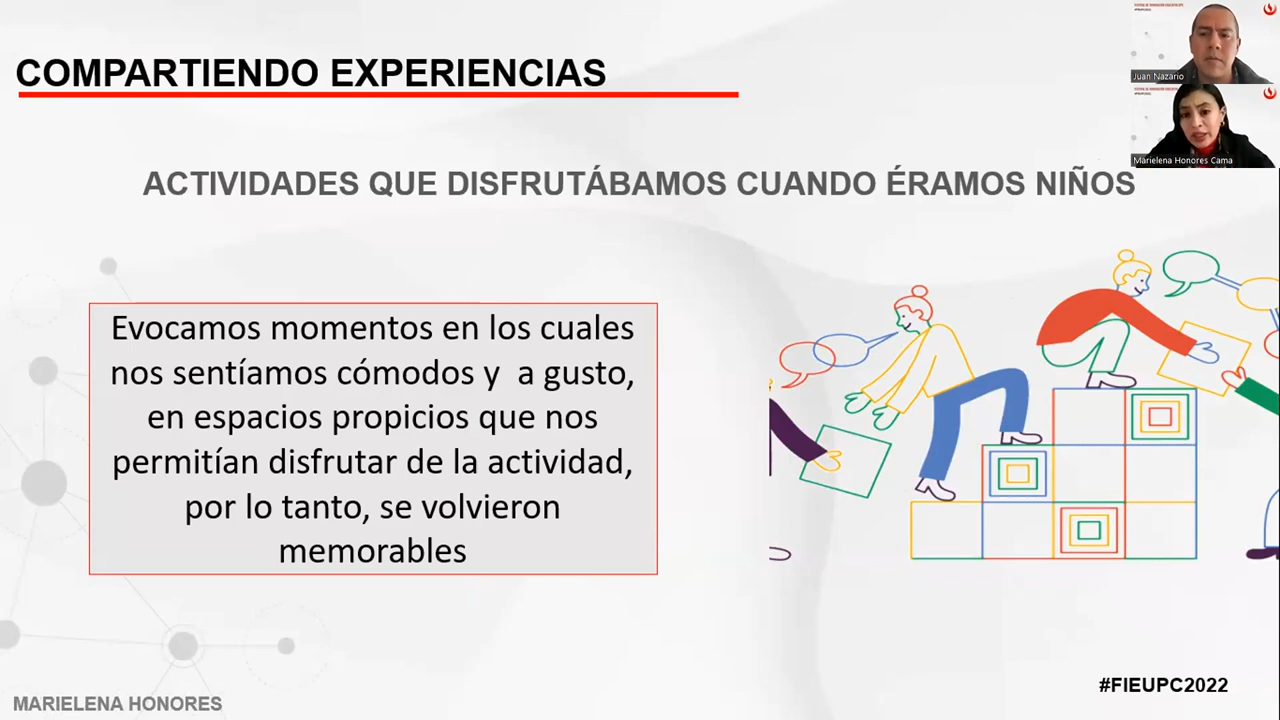 COMPARTIENDO EXPERIENCIAS
Juan Nazario
Marielena Honores Cama
ACTIVIDADES QUE DISFRUTÁBAMOS CUANDO ÉRAMOS NIÑOS
Evocamos momentos en los cuales
nos sentíamos cómodos y a gusto,
en espacios propicios que nos
permitían disfrutar de la actividad,
por lo tanto, se volvieron
memorables
#FIEUPC2022
MARIELENA HONORES